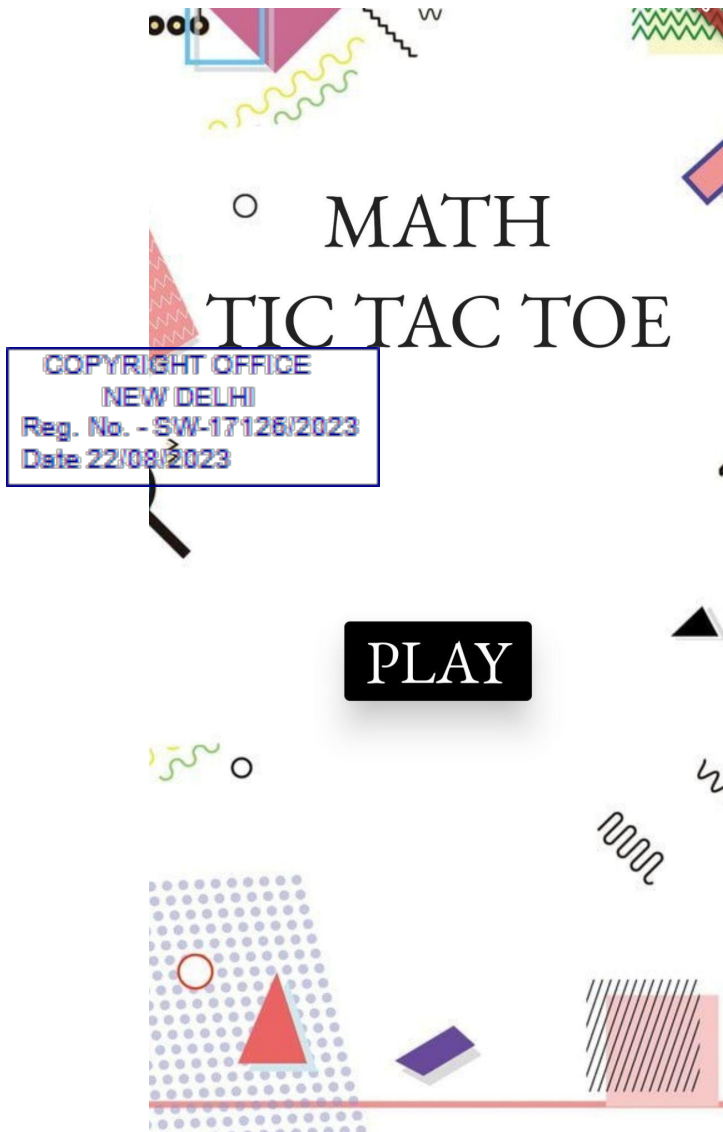 MATH
TIC TAC TOE
COPYRIGHT OFFICE
NEW DELHI
Reg. No. - SW-17126/2023
Date 22/08/2023
PLAY